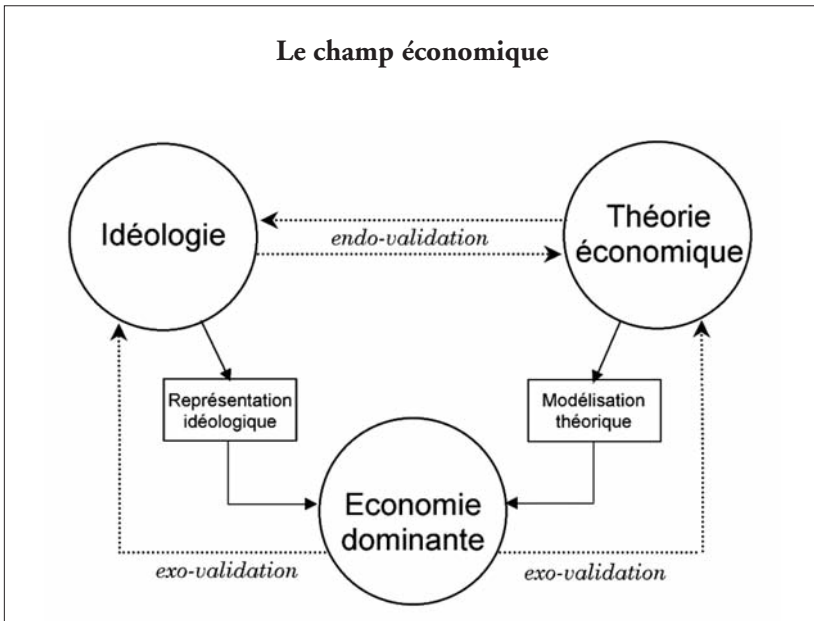 Le champ économique
Idéologie
endo-validation
Théorie
économique
Représentation
idéologique
Modélisation
théorique
Economie
dominante
exo-validation
exo-validation